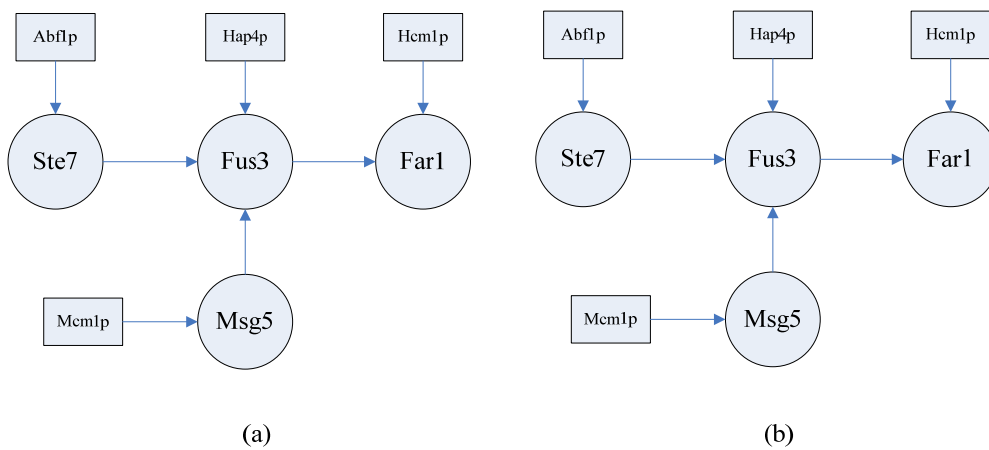 Abf1p
Hap4p
Hcm1p
Ste7
Fus3
Far1
Mcm1p
Msg5
(a)
Abf1p
Hap4p
Hcm1p
Ste7
Fus3
Far1
Mcm1p
Msg5
(b)